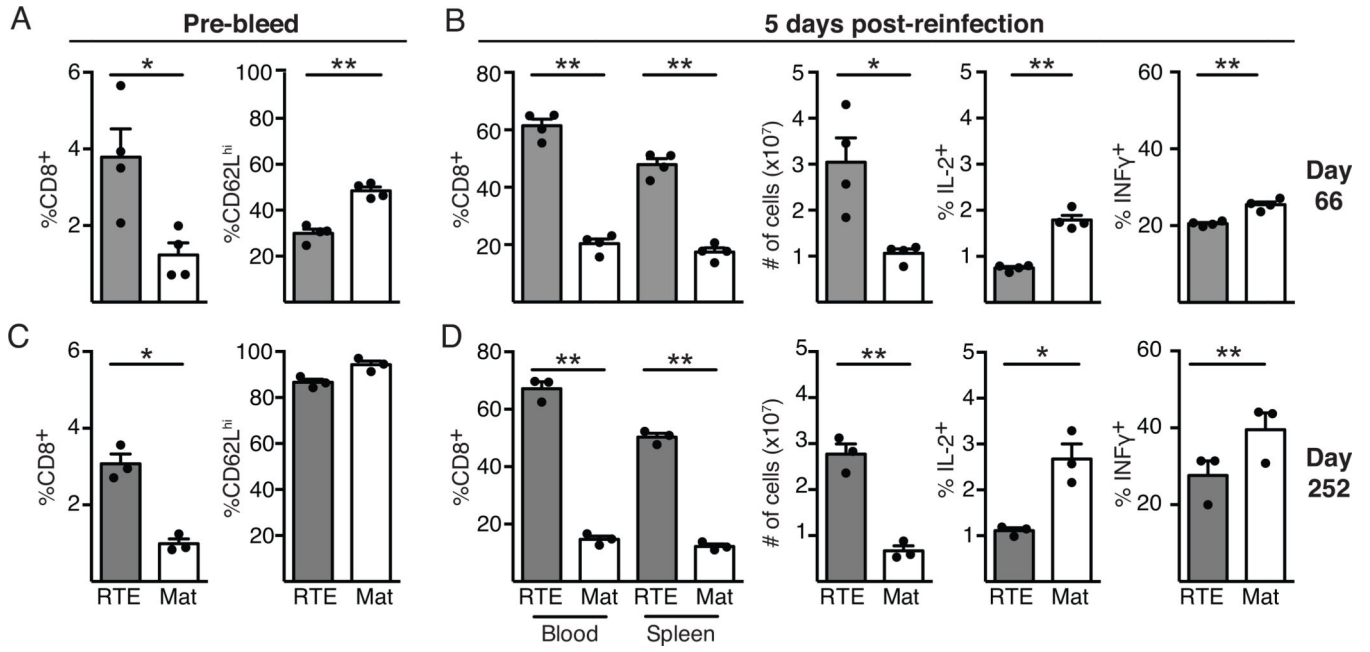 A
Pre-bleed
B
5 days post-reinfection
*
**
**
**
*
**
**
6
4
2
%CD8+
100
80
60
40
20
%CD62Lhi
80
60
40
20
%CD8+
5
4
3
2
1
# of cells (x10⁷)
5
4
3
2
1
% IL-2+
60
40
20
% INFγ+
Day
66
C
D
*
**
**
**
*
**
6
4
2
%CD8+
100
80
60
40
20
%CD62Lhi
80
60
40
20
%CD8+
5
4
3
2
1
# of cells (x10⁷)
5
4
3
2
1
% IL-2+
60
40
20
% INFγ+
Day
252
RTE Mat
RTE Mat
RTE Mat RTE Mat
RTE Mat
RTE Mat
RTE Mat
Blood Spleen